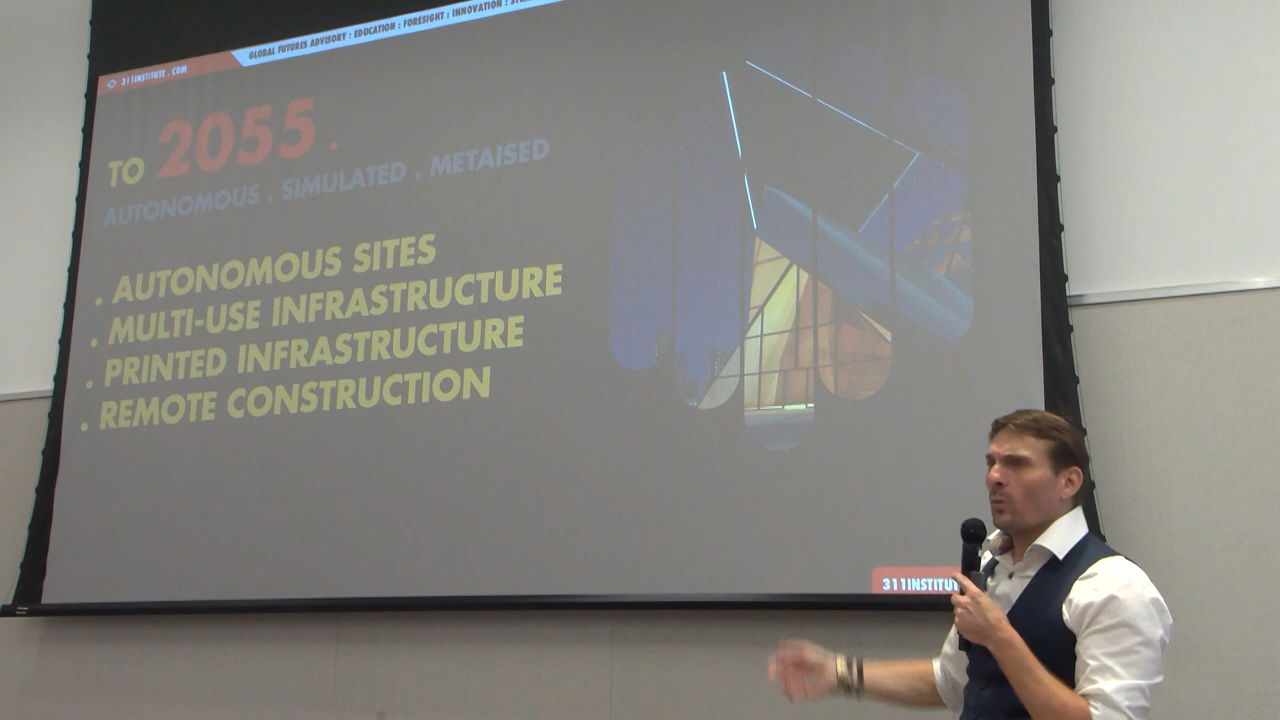 311INSTITUTE . COM
GLOBAL FUTURES ADVISORY : EDUCATION : FORESIGHT : INNOVATION :
TO 2055 .
AUTONOMOUS . SIMULATED . METAISED
. AUTONOMOUS SITES
. MULTI-USE INFRASTRUCTURE
. PRINTED INFRASTRUCTURE
. REMOTE CONSTRUCTION
311INSTITU